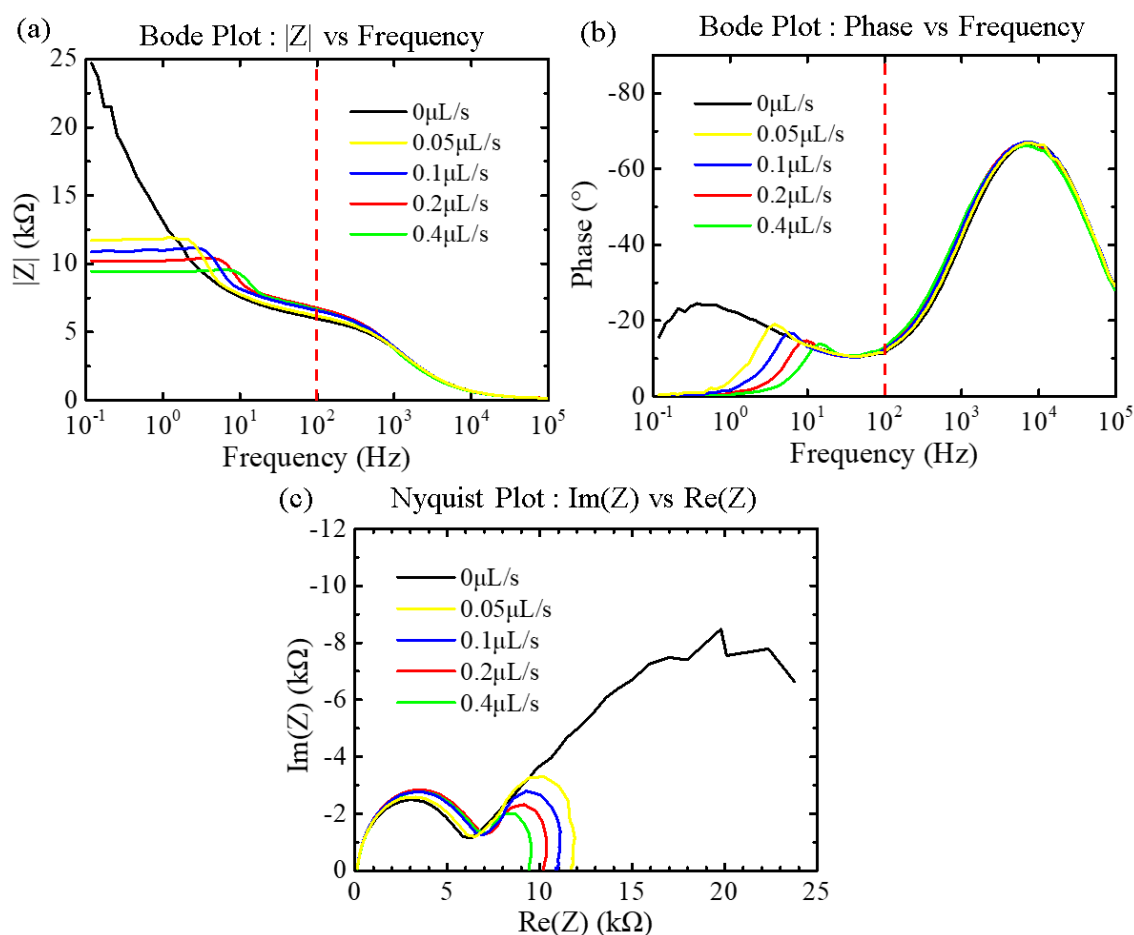 (a)
Bode Plot : |Z| vs Frequency
25
20
15
10
5
0
|Z| (kΩ)
0μL/s
0.05μL/s
0.1μL/s
0.2μL/s
0.4μL/s
10⁻¹ 10⁰ 10¹ 10² 10³ 10⁴ 10⁵
Frequency (Hz)
(b)
Bode Plot : Phase vs Frequency
-80
-60
-40
-20
0
Phase (°)
0μL/s
0.05μL/s
0.1μL/s
0.2μL/s
0.4μL/s
10⁻¹ 10⁰ 10¹ 10² 10³ 10⁴ 10⁵
Frequency (Hz)
(c)
Nyquist Plot : Im(Z) vs Re(Z)
-12
-10
-8
-6
-4
-2
0
Im(Z) (kΩ)
0μL/s
0.05μL/s
0.1μL/s
0.2μL/s
0.4μL/s
0 5 10 15 20 25
Re(Z) (kΩ)